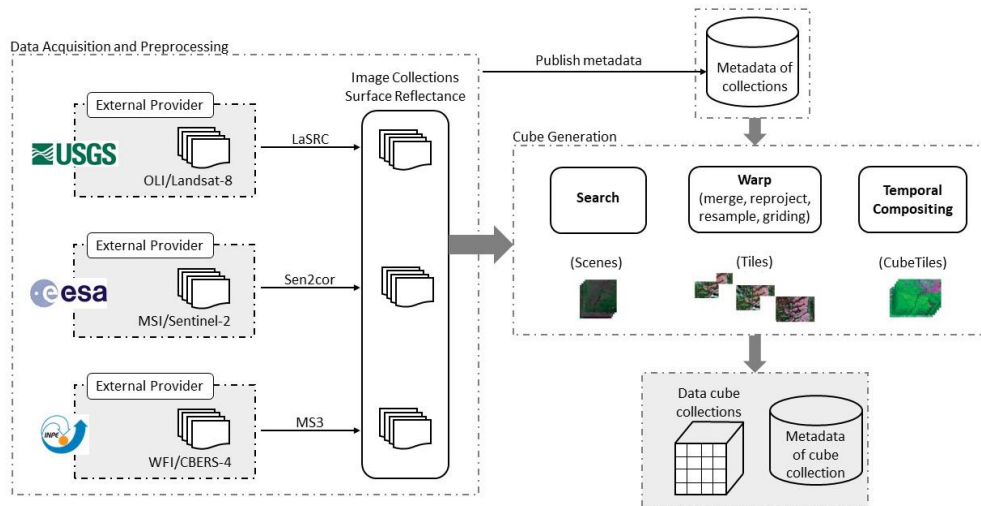 Data Acquisition and Preprocessing
External Provider
USGS
OLI/Landsat-8
LaSRC
External Provider
esa
MSI/Sentinel-2
Sen2cor
External Provider
INPE
WFI/CBERS-4
MS3
Image Collections
Surface Reflectance
Publish metadata
Metadata of
collections
Cube Generation
Search
(Scenes)
Warp
(merge, reproject,
resample, griding)
(Tiles)
Temporal
Compositing
(CubeTiles)
Data cube
collections
Metadata
of cube
collection